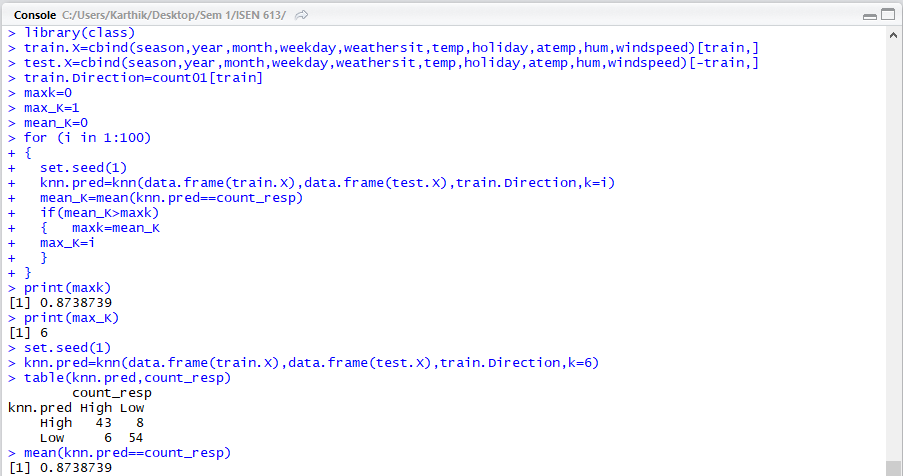 Console C:/Users/Karthik/Desktop/Sem 1/ISEN 613/
> library(class)
> train.X=cbind(season,year,month,weekday,weathersit,temp,holiday,atemp,hum,windspeed)[train,]
> test.X=cbind(season,year,month,weekday,weathersit,temp,holiday,atemp,hum,windspeed)[-train,]
> train.Direction=count01[train]
> maxk=0
> max_K=1
> mean_K=0
> for (i in 1:100)
+ {
+   set.seed(1)
+   knn.pred=knn(data.frame(train.X),data.frame(test.X),train.Direction,k=i)
+   mean_K=mean(knn.pred==count_resp)
+   if(mean_K>maxk)
+   {   maxk=mean_K
+   max_K=i
+   }
+ }
> print(maxk)
[1] 0.8738739
> print(max_K)
[1] 6
> set.seed(1)
> knn.pred=knn(data.frame(train.X),data.frame(test.X),train.Direction,k=6)
> table(knn.pred,count_resp)
        count_resp
knn.pred High Low
    High   43   8
    Low     6  54
> mean(knn.pred==count_resp)
[1] 0.8738739